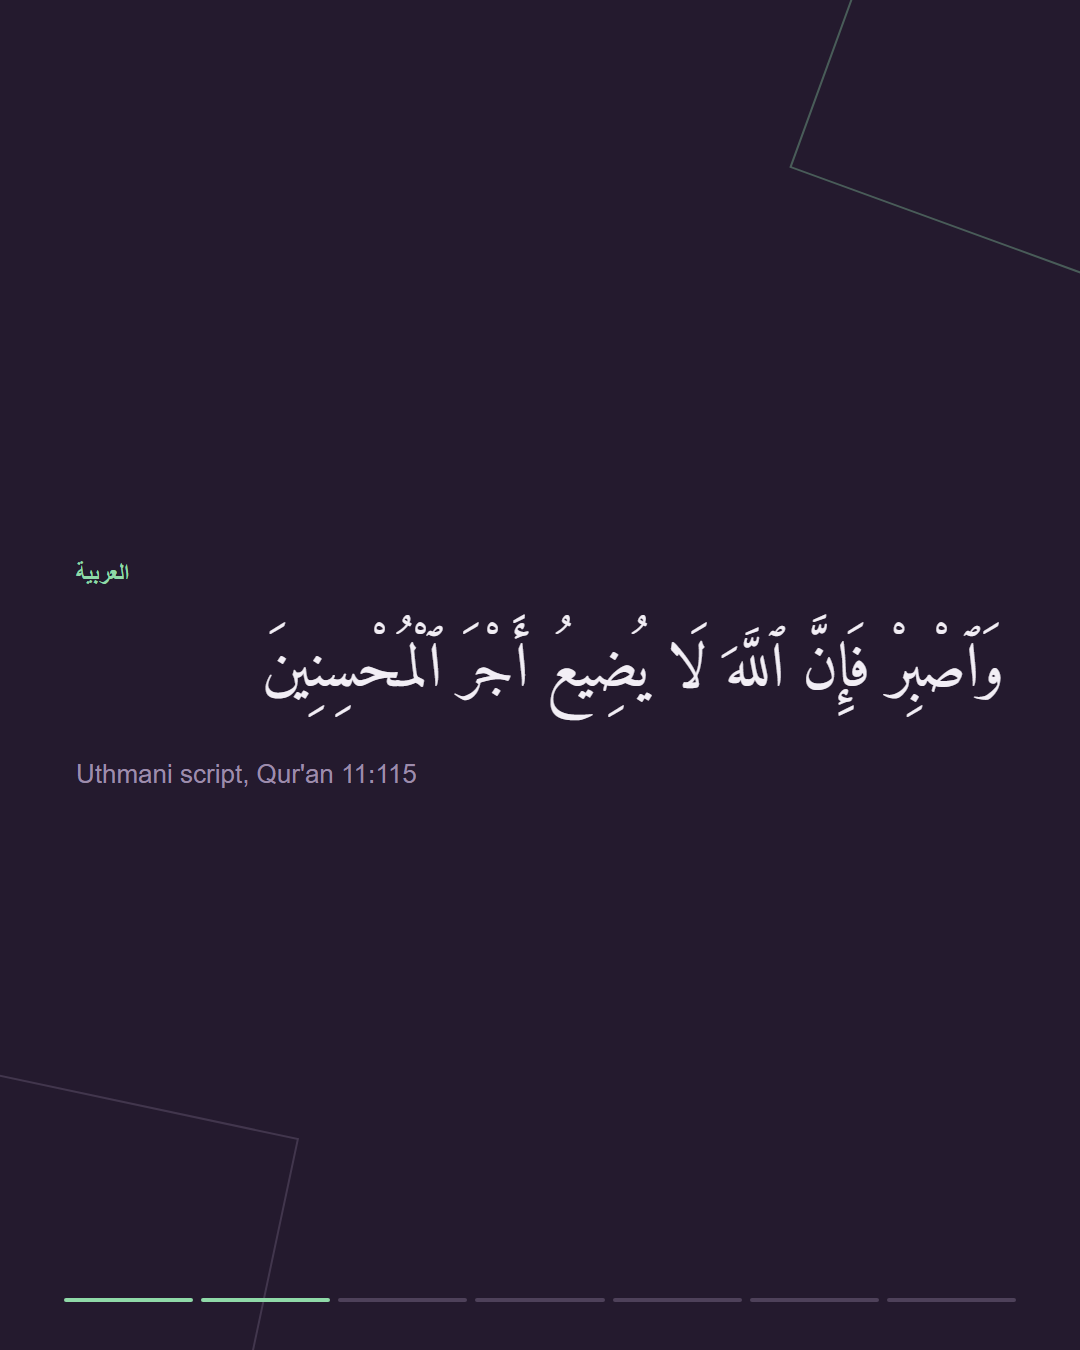 العربية
وَٱصْبِرْ فَإِنَّ ٱللَّهَ لَا يُضِيعُ أَجْرَ ٱلْمُحْسِنِينَ
Uthmani script, Qur'an 11:115